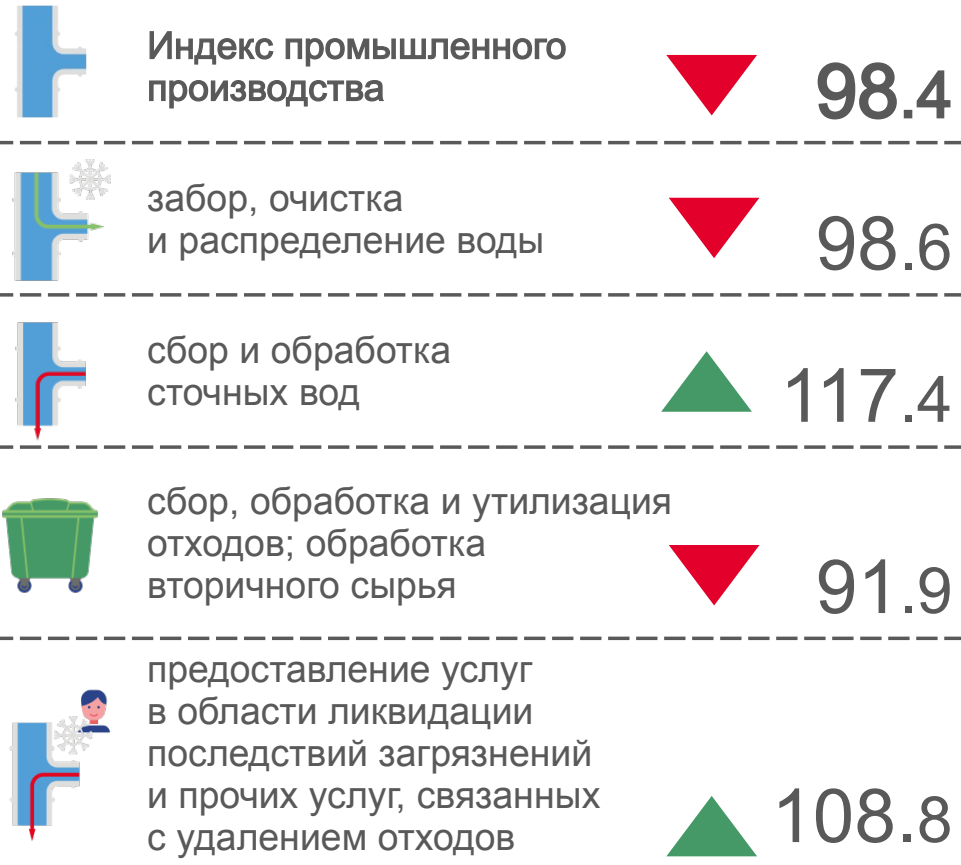 Индекс промышленного
производства
98.4
забор, очистка
и распределение воды
98.6
сбор и обработка
сточных вод
117.4
сбор, обработка и утилизация
отходов; обработка
вторичного сырья
91.9
предоставление услуг
в области ликвидации
последствий загрязнений
и прочих услуг, связанных
с удалением отходов
108.8